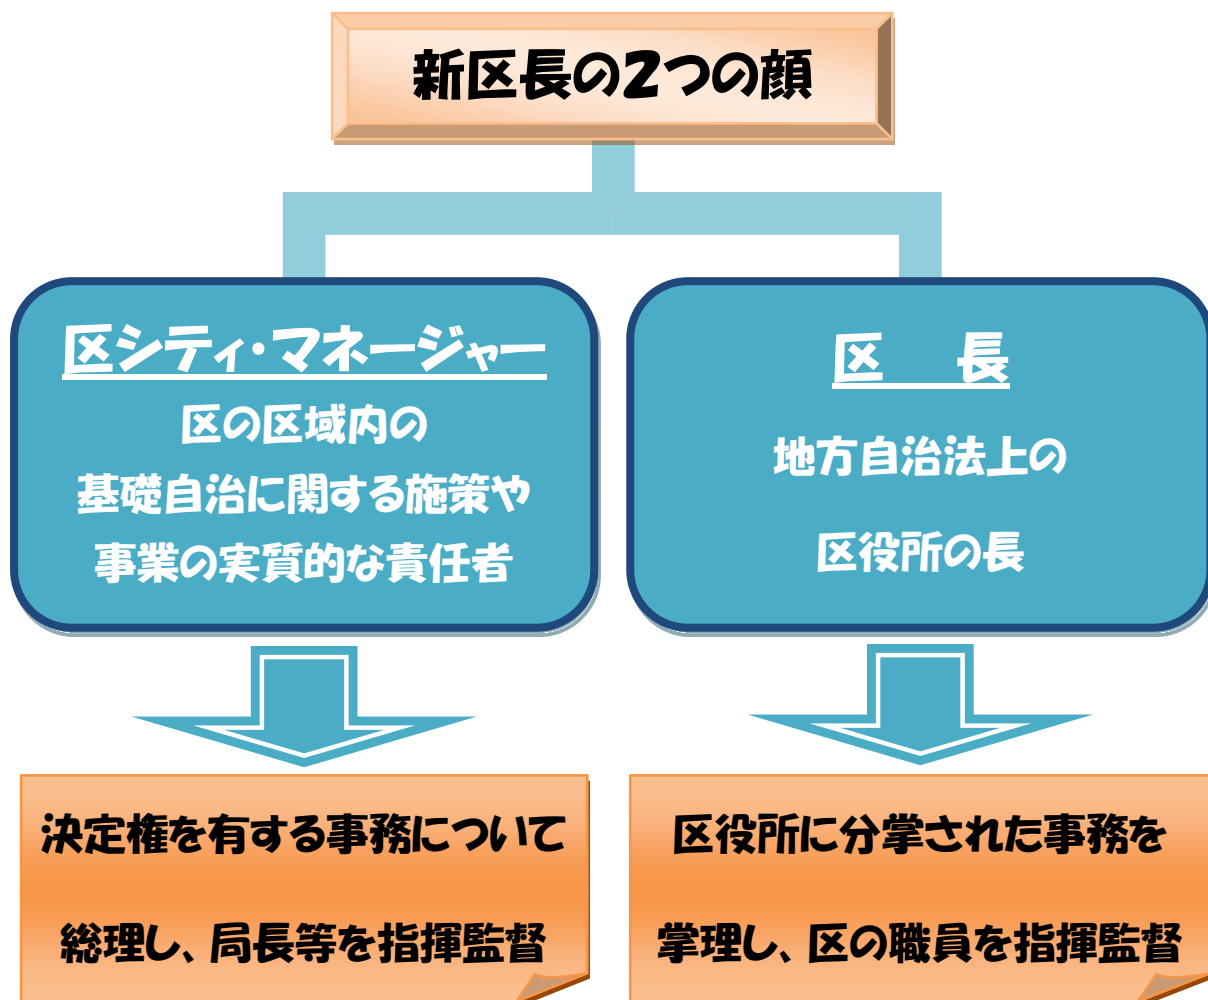 新区長の2つの顔
区シティ・マネージャー
区の区域内の
基礎自治に関する施策や
事業の実質的な責任者
区　長
地方自治法上の
区役所の長
決定権を有する事務について
総理し、局長等を指揮監督
区役所に分掌された事務を
掌理し、区の職員を指揮監督